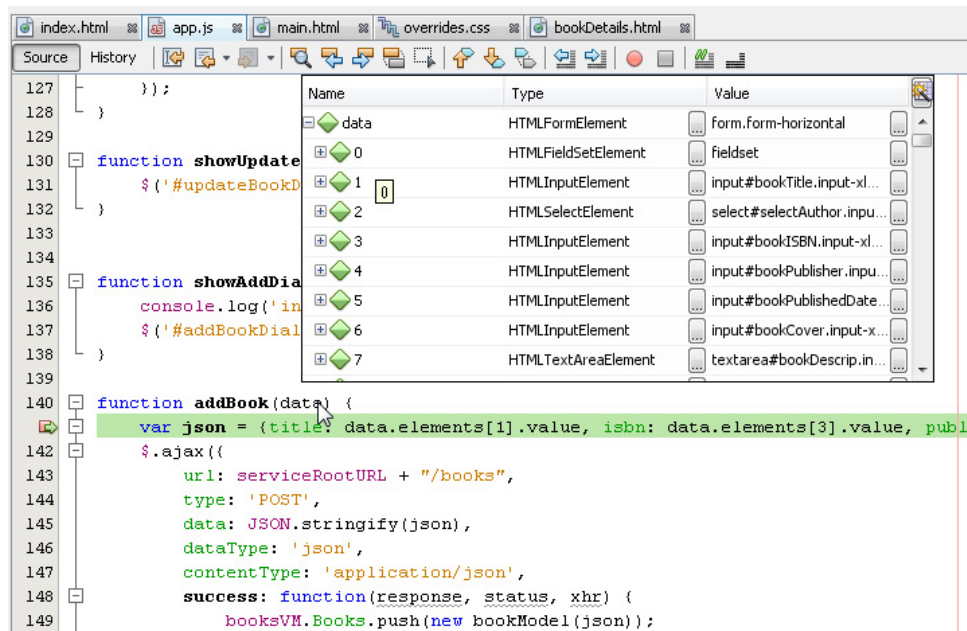 index.html app.js main.html overrides.css bookDetails.html
Source History
Name Type Value
data HTMLFormElement ... form.form-horizontal ...
0 HTMLFieldSetElement ... fieldset ...
1 HTMLInputElement ... input#bookTitle.input-xl... ...
0
2 HTMLSelectElement ... select#selectAuthor.inpu... ...
3 HTMLInputElement ... input#bookISBN.input-xl... ...
4 HTMLInputElement ... input#bookPublisher.inpu... ...
5 HTMLInputElement ... input#bookPublishedDate... ...
6 HTMLInputElement ... input#bookCover.input-x... ...
7 HTMLTextAreaElement ... textarea#bookDescrip.in... ...
127 });
128 }
129
130 function showUpdate
131 $('#updateBookD
132 }
133
134
135 function showAddDia
136 console.log('in
137 $('#addBookDial
138 }
139
140 function addBook(data) {
var json = {title: data.elements[1].value, isbn: data.elements[3].value, publ
142 $.ajax({
143 url: serviceRootURL + "/books",
144 type: 'POST',
145 data: JSON.stringify(json),
146 dataType: 'json',
147 contentType: 'application/json',
148 success: function(response, status, xhr) {
149 booksVM.Books.push(new bookModel(json));